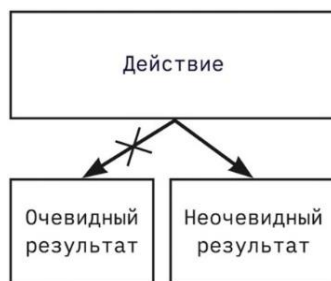 Действие
Очевидный
результат
Неочевидный
результат